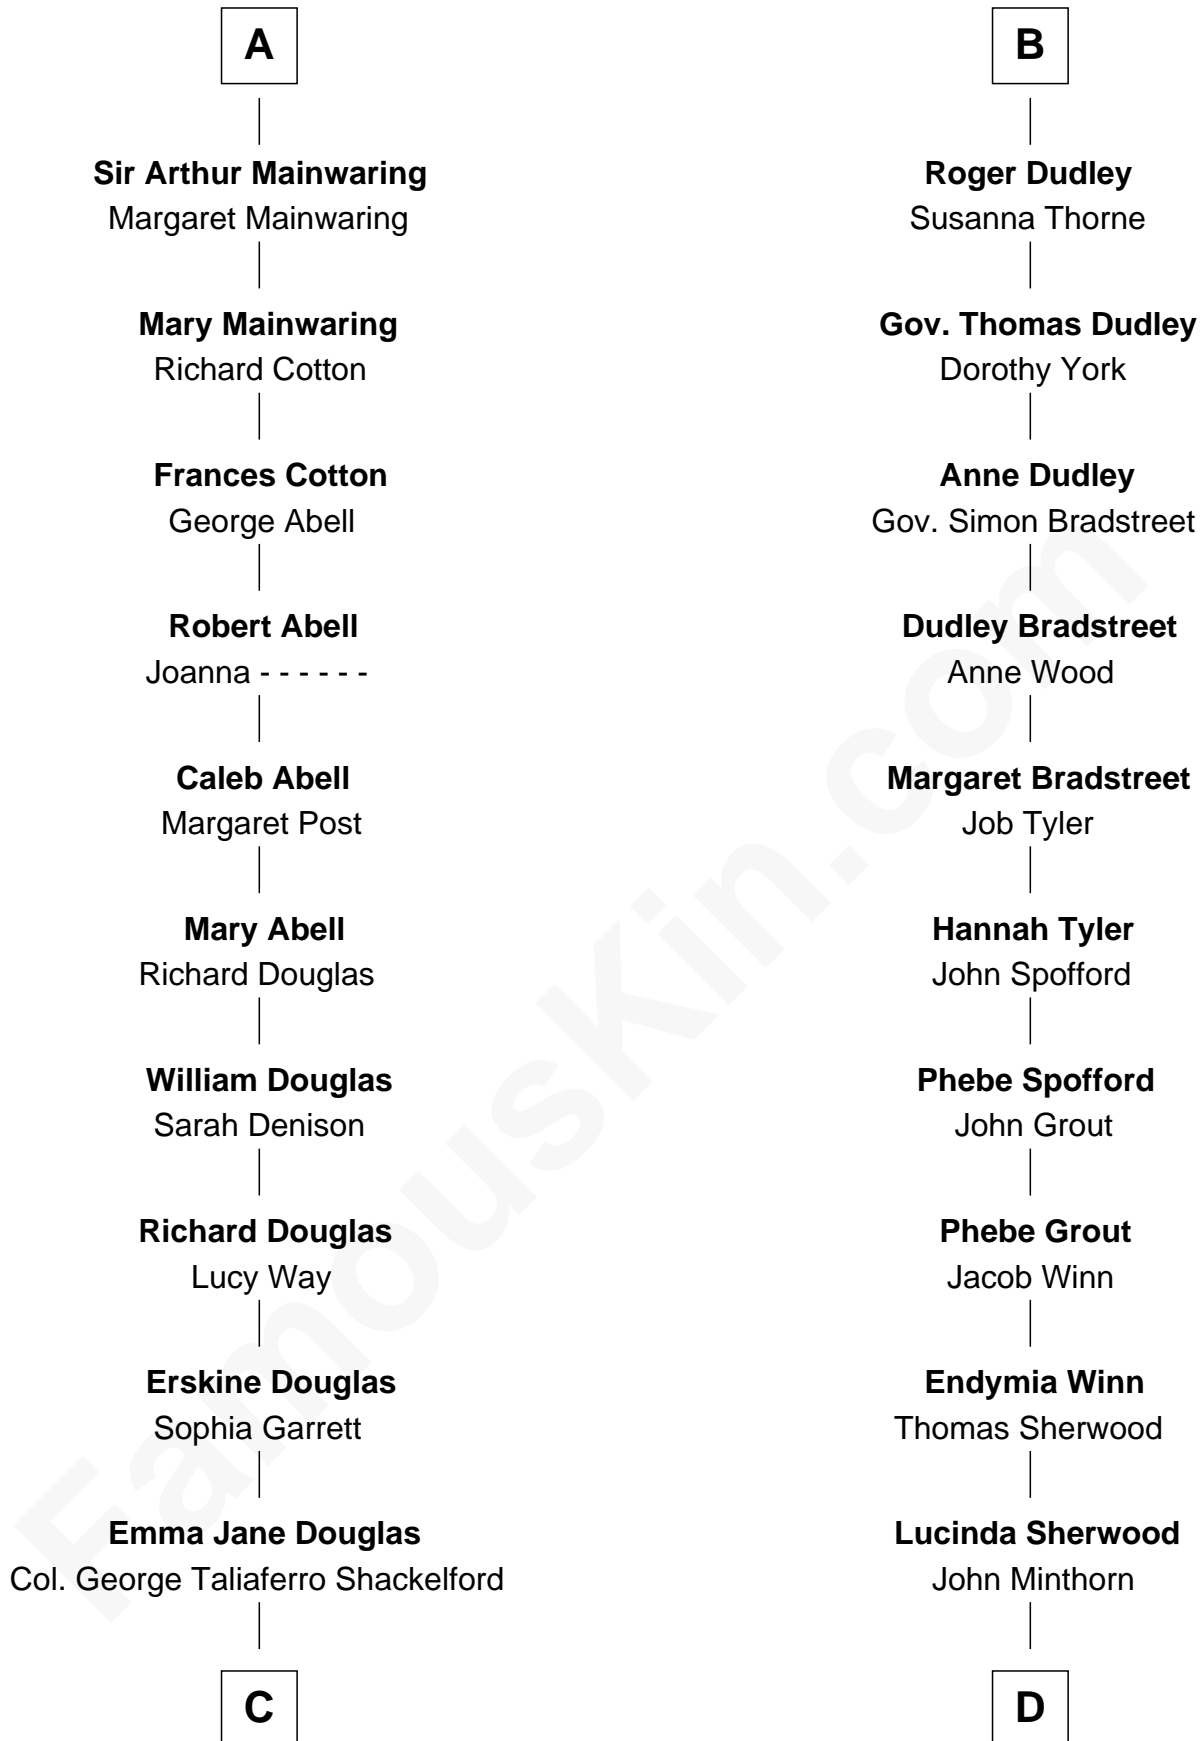 A
Sir Arthur Mainwaring
Margaret Mainwaring
Mary Mainwaring
Richard Cotton
Frances Cotton
George Abell
Robert Abell
Joanna - - - - - -
Caleb Abell
Margaret Post
Mary Abell
Richard Douglas
William Douglas
Sarah Denison
Richard Douglas
Lucy Way
Erskine Douglas
Sophia Garrett
Emma Jane Douglas
Col. George Taliaferro Shackelford
C
B
Roger Dudley
Susanna Thorne
Gov. Thomas Dudley
Dorothy York
Anne Dudley
Gov. Simon Bradstreet
Dudley Bradstreet
Anne Wood
Margaret Bradstreet
Job Tyler
Hannah Tyler
John Spofford
Phebe Spofford
John Grout
Phebe Grout
Jacob Winn
Endymia Winn
Thomas Sherwood
Lucinda Sherwood
John Minthorn
D
FamousKin.com